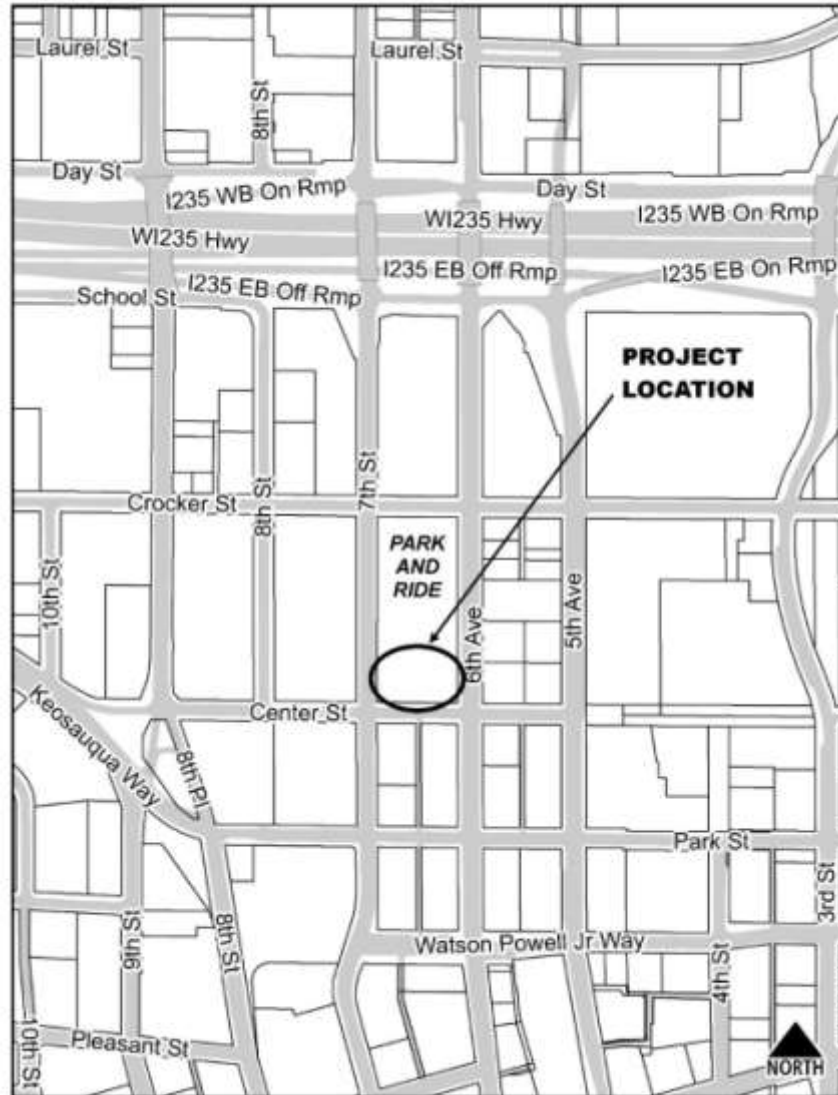 Laurel St
Laurel St
8th St
Day St
I235 WB On Rmp
Day St
WI235 Hwy
WI235 Hwy
I235 WB On Rmp
I235 EB Off Rmp
I235 EB On Rmp
School St
I235 EB Off Rmp
PROJECT
LOCATION
7th St
Crocker St
8th St
PARK
AND
RIDE
10th St
6th Ave
5th Ave
Center St
Keosauqua Way
8th Pl
Park St
3rd St
9th St
8th St
Watson Powell Jr Way
4th St
10th St
Pleasant St
NORTH